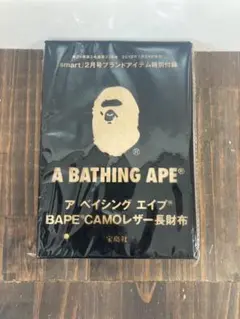 smart 2月号ブランドアイテム特別付録
A BATHING APE®
ア ベイシング エイプ®
BAPE® CAMOレザー長財布
宝島社